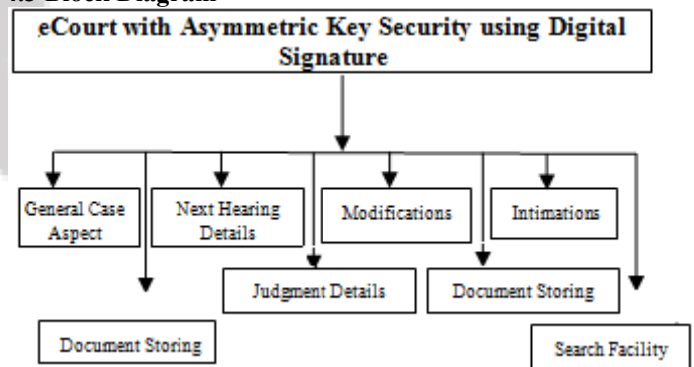 eCourt with Asymmetric Key Security using Digital
Signature
General Case
Aspect
Next Hearing
Details
Modifications
Intimations
Judgment Details
Document Storing
Document Storing
Search Facility